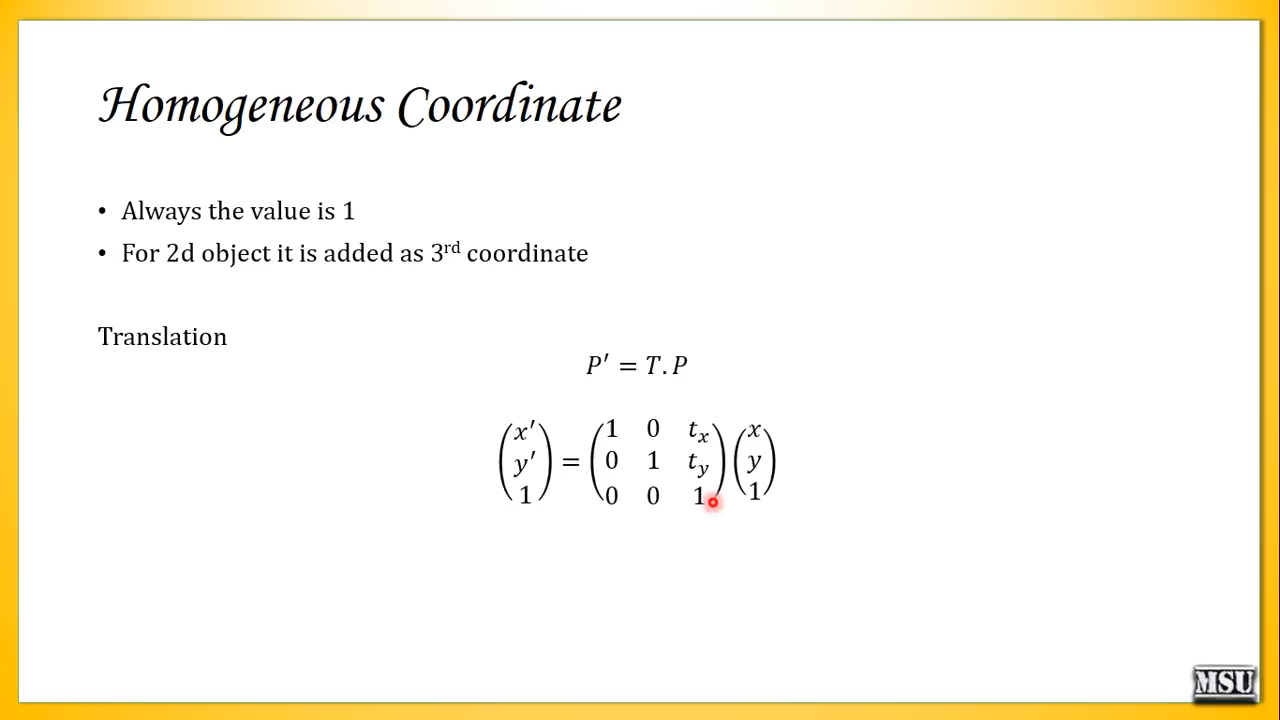 Homogeneous Coordinate
• Always the value is 1
• For 2d object it is added as 3rd coordinate
Translation
P′ = T. P
x′ 1 0 tx x
y′ = 0 1 ty y
1 0 0 1 1
MSU